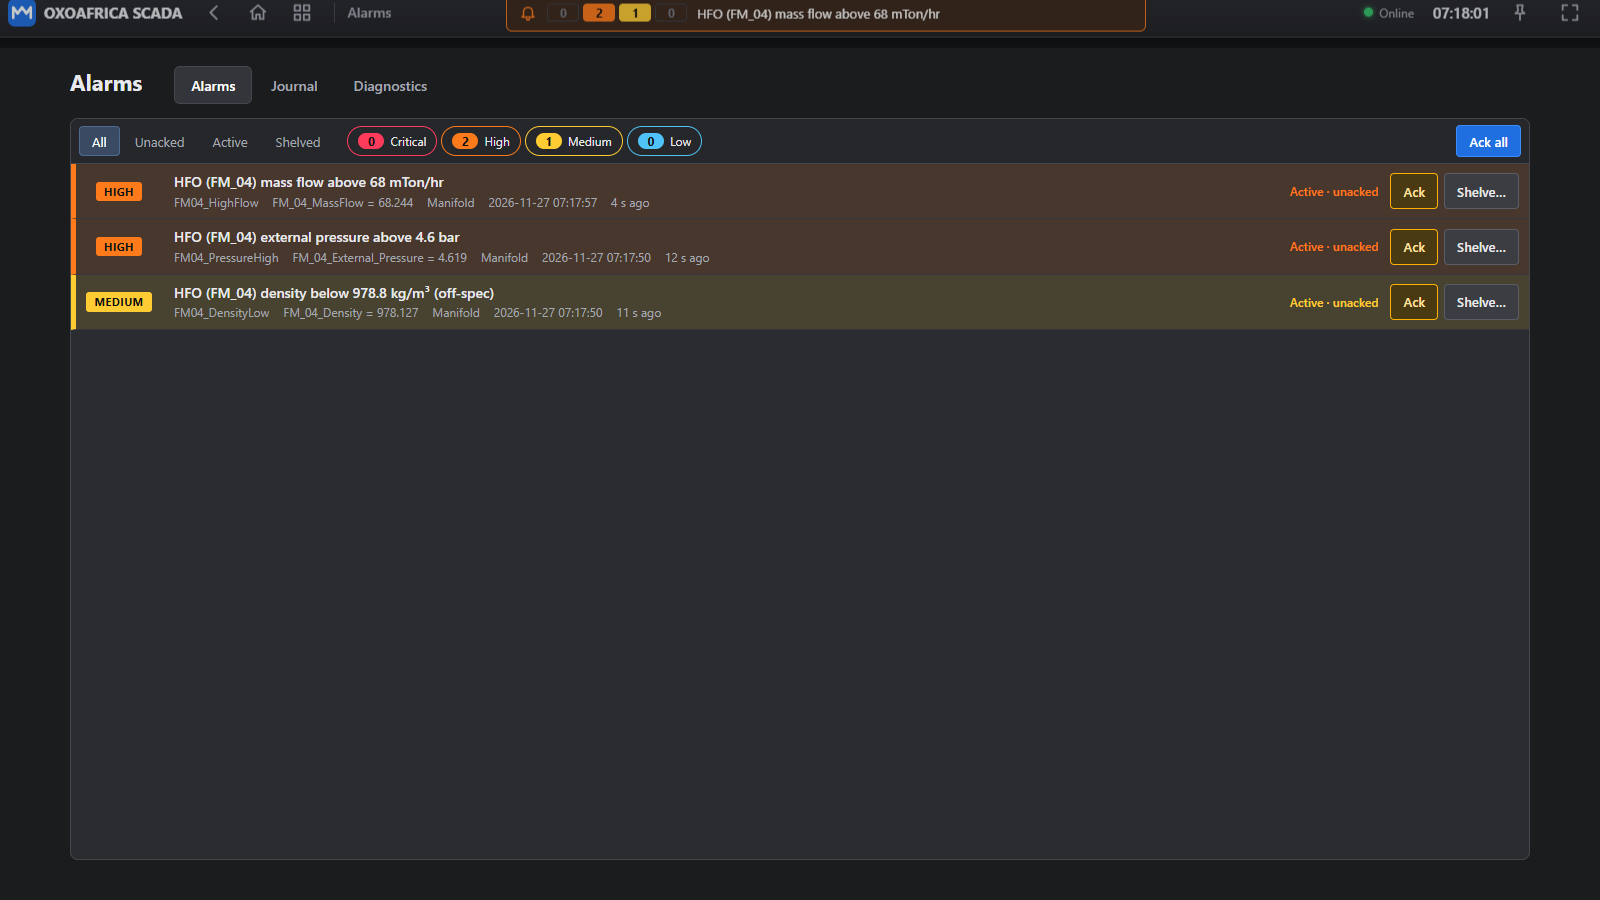 OXOAFRICA SCADA Alarms 0 2 1 0 HFO (FM_04) mass flow above 68 mTon/hr Online 07:18:01
Alarms Alarms Journal Diagnostics
All Unacked Active Shelved 0 Critical 2 High 1 Medium 0 Low Ack all
HIGH HFO (FM_04) mass flow above 68 mTon/hr Active · unacked Ack Shelve...
FM04_HighFlow FM_04_MassFlow = 68.244 Manifold 2026-11-27 07:17:57 4 s ago
HIGH HFO (FM_04) external pressure above 4.6 bar Active · unacked Ack Shelve...
FM04_PressureHigh FM_04_External_Pressure = 4.619 Manifold 2026-11-27 07:17:50 12 s ago
MEDIUM HFO (FM_04) density below 978.8 kg/m³ (off-spec) Active · unacked Ack Shelve...
FM04_DensityLow FM_04_Density = 978.127 Manifold 2026-11-27 07:17:50 11 s ago